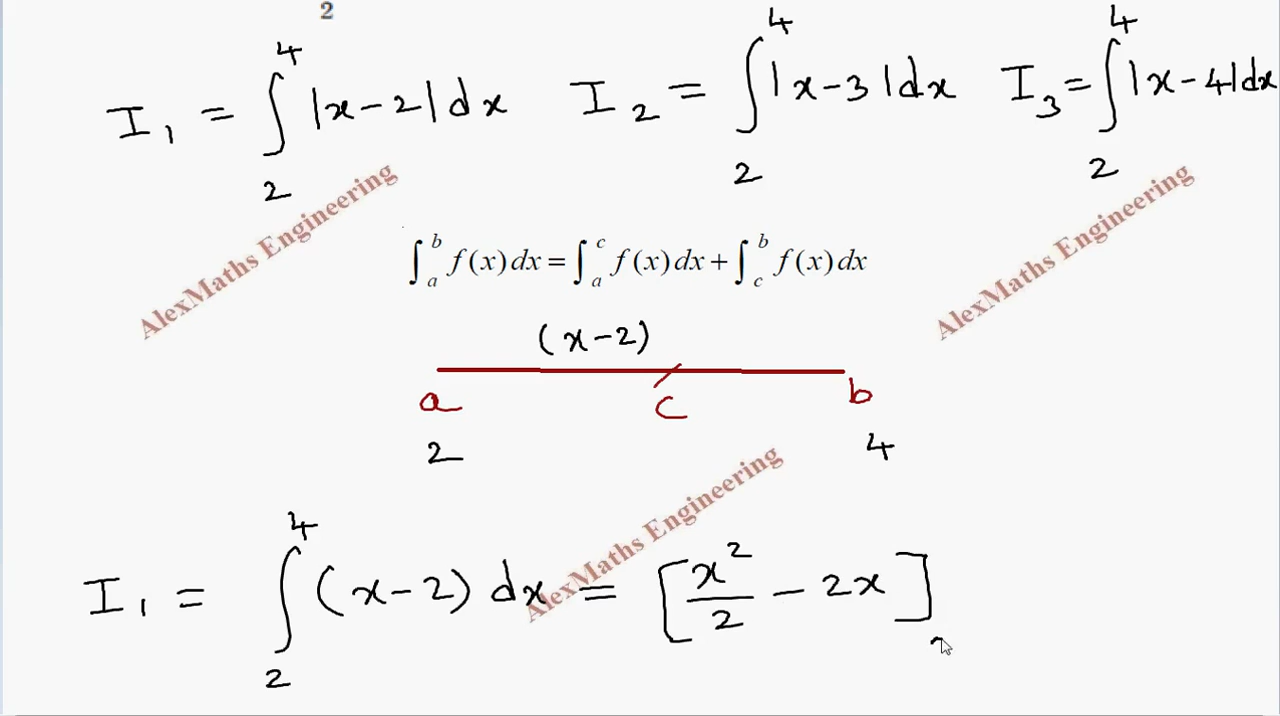 2
I₁ = ∫₂⁴ |x-2| dx I₂ = ∫₂⁴ |x-3| dx I₃ = ∫₂⁴ |x-4| dx
AlexMaths Engineering
AlexMaths Engineering
∫ₐᵇ f(x) dx = ∫ₐᶜ f(x) dx + ∫꜀ᵇ f(x) dx
(x-2)
a c b
2 4
AlexMaths Engineering
I₁ = ∫₂⁴ (x-2) dx = [x²/2 - 2x]